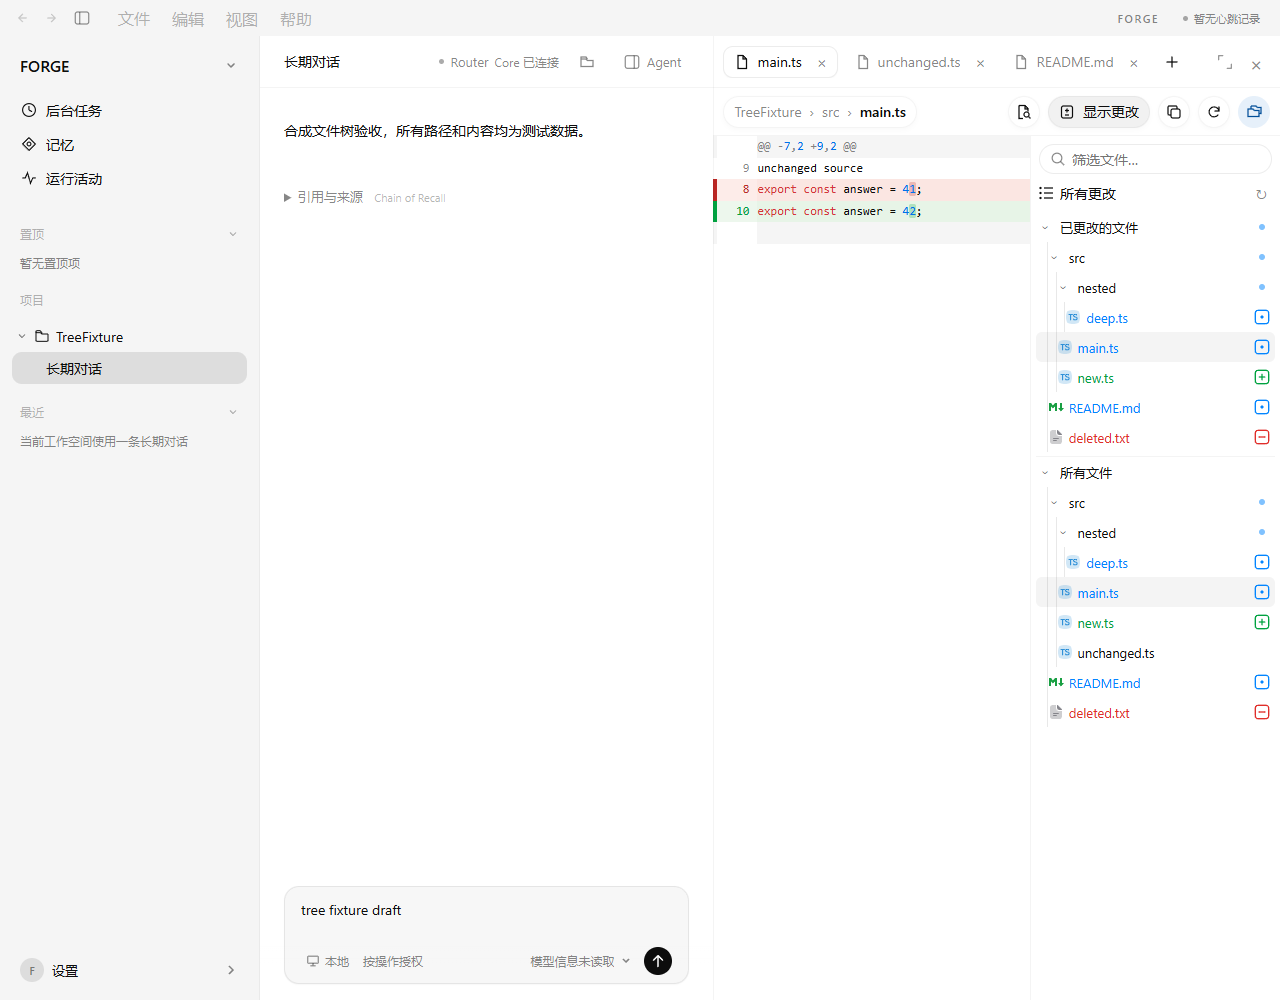 文件 编辑 视图 帮助
FORGE
暂无心跳记录
FORGE
后台任务
记忆
运行活动
置顶
暂无置顶项
项目
TreeFixture
长期对话
最近
当前工作空间使用一条长期对话
F 设置
长期对话
Router Core 已连接
Agent
合成文件树验收，所有路径和内容均为测试数据。
引用与来源 Chain of Recall
tree fixture draft
本地 按操作授权 模型信息未读取
main.ts × unchanged.ts × README.md ×
TreeFixture › src › main.ts
显示更改
@@ -7,2 +9,2 @@
9 unchanged source
8 export const answer = 41;
10 export const answer = 42;
筛选文件...
所有更改
已更改的文件
src
nested
TS deep.ts
TS main.ts
TS new.ts
M↓ README.md
deleted.txt
所有文件
src
nested
TS deep.ts
TS main.ts
TS new.ts
TS unchanged.ts
M↓ README.md
deleted.txt